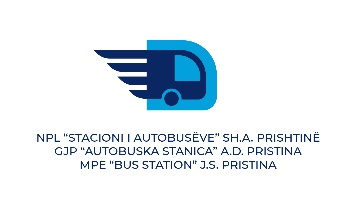 NPL “STACIONI I AUTOBUSËVE” SH.A. PRISHTINË
GJP “AUTOBUSKA STANICA” A.D. PRISTINA
MPE “BUS STATION” J.S. PRISTINA